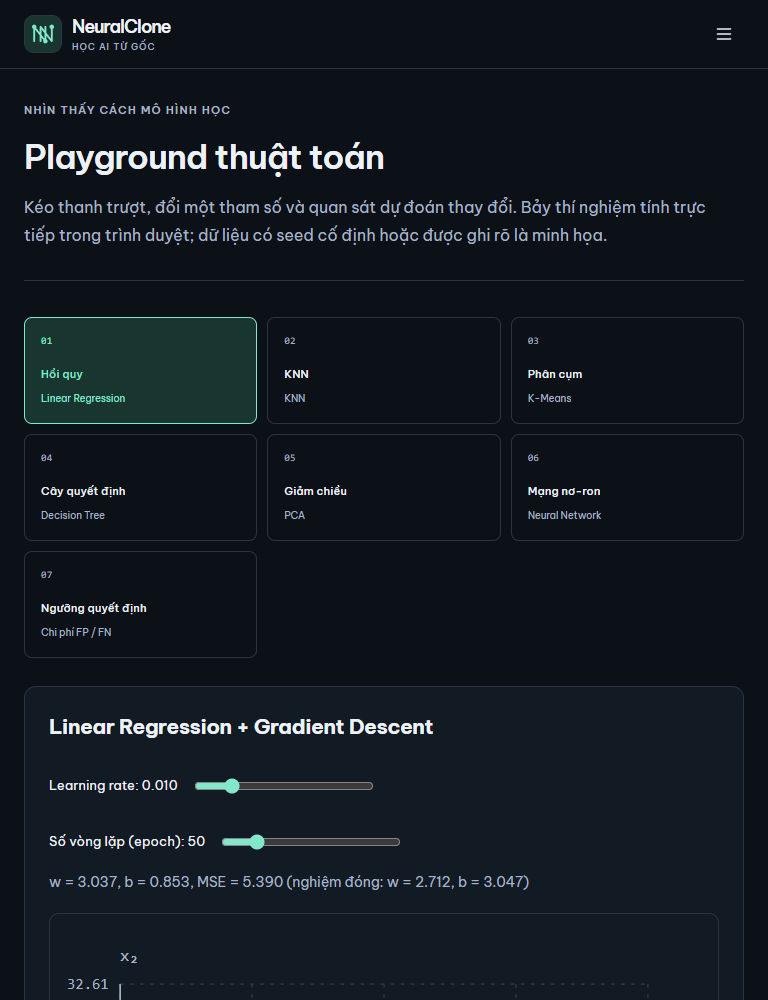 NeuralClone
HỌC AI TỪ GỐC
NHÌN THẤY CÁCH MÔ HÌNH HỌC
Playground thuật toán
Kéo thanh trượt, đổi một tham số và quan sát dự đoán thay đổi. Bảy thí nghiệm tính trực
tiếp trong trình duyệt; dữ liệu có seed cố định hoặc được ghi rõ là minh họa.
01
Hồi quy
Linear Regression
02
KNN
KNN
03
Phân cụm
K-Means
04
Cây quyết định
Decision Tree
05
Giảm chiều
PCA
06
Mạng nơ-ron
Neural Network
07
Ngưỡng quyết định
Chi phí FP / FN
Linear Regression + Gradient Descent
Learning rate: 0.010
Số vòng lặp (epoch): 50
w = 3.037, b = 0.853, MSE = 5.390 (nghiệm đóng: w = 2.712, b = 3.047)
x₂
32.61